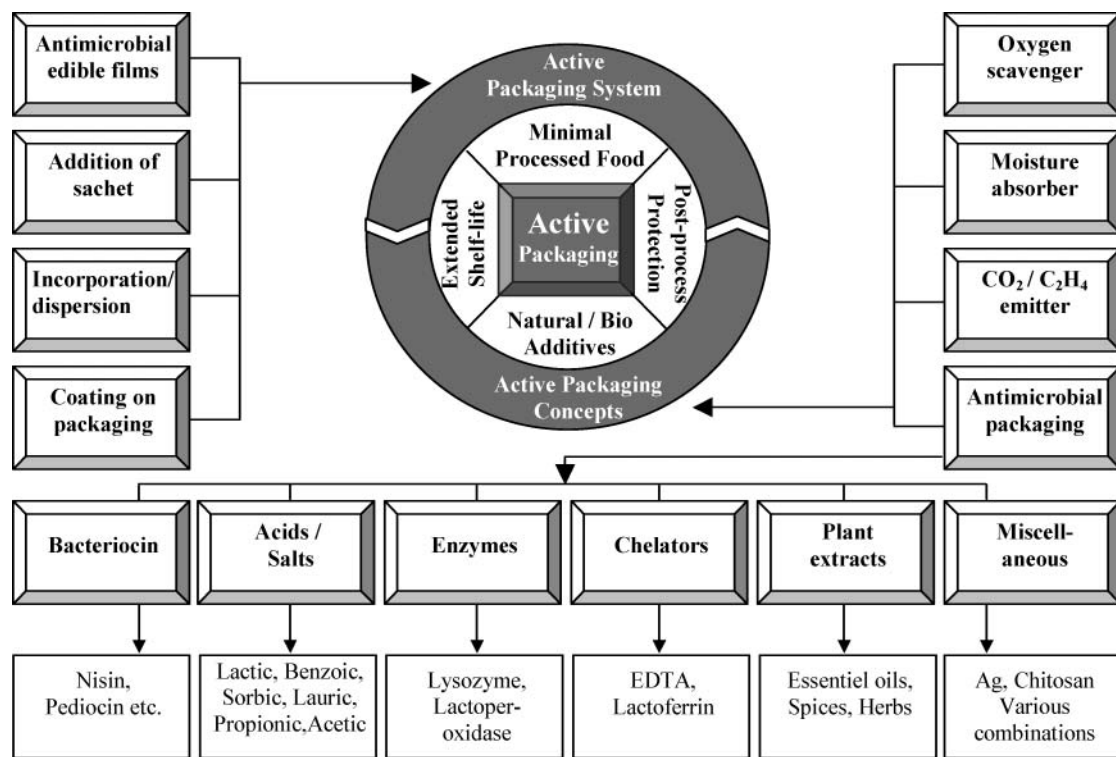 Antimicrobial
edible films
Addition of
sachet
Incorporation/
dispersion
Coating on
packaging
Active
Packaging System
Minimal
Processed Food
Extended
Shelf-life
Active
Packaging
Post-process
Protection
Natural / Bio
Additives
Active Packaging
Concepts
Oxygen
scavenger
Moisture
absorber
CO₂ / C₂H₄
emitter
Antimicrobial
packaging
Bacteriocin
Acids /
Salts
Enzymes
Chelators
Plant
extracts
Miscell-
aneous
Nisin,
Pediocin etc.
Lactic, Benzoic,
Sorbic, Lauric,
Propionic,Acetic
Lysozyme,
Lactoper-
oxidase
EDTA,
Lactoferrin
Essentiel oils,
Spices, Herbs
Ag, Chitosan
Various
combinations